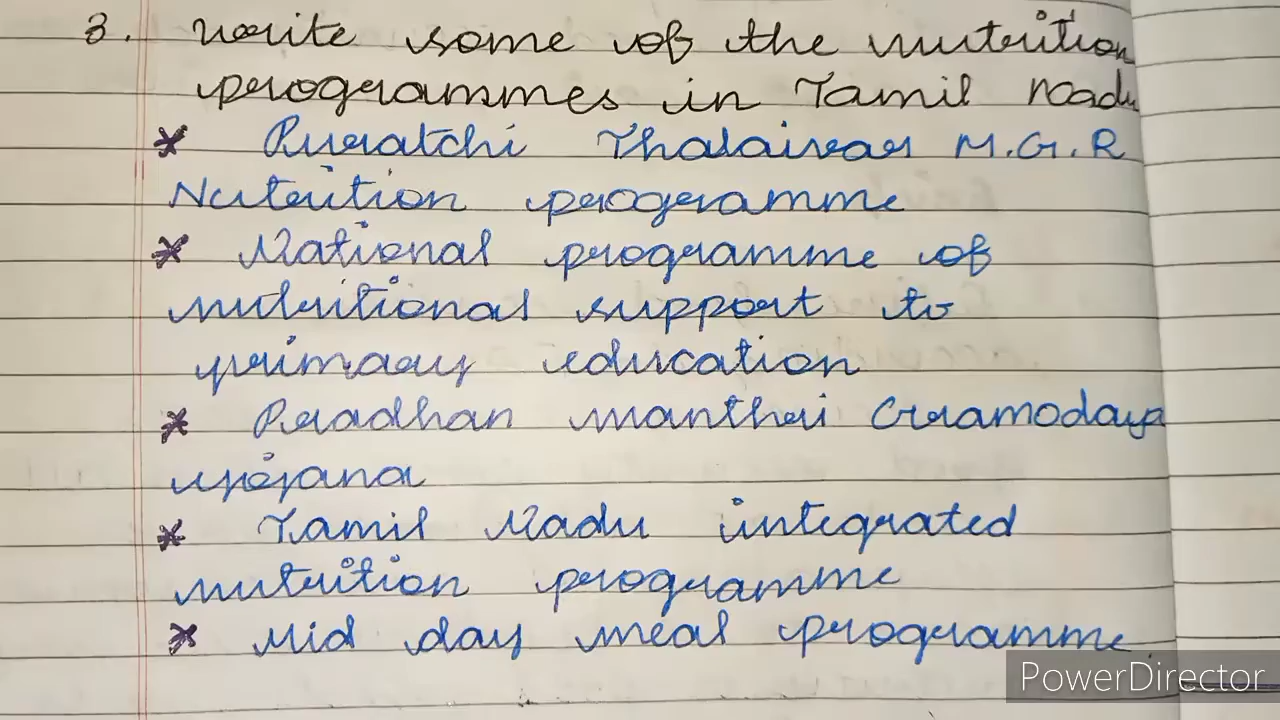 3. Write some of the nutrition
programmes in Tamil Nadu
* Puratchi Thalaivar M.G.R
Nutrition programme
* National programme of
nutritional support to
primary education
* Pradhan manthri Gramodaya
yojana
* Tamil Nadu integrated
nutrition programme
* Mid day meal programme
PowerDirector